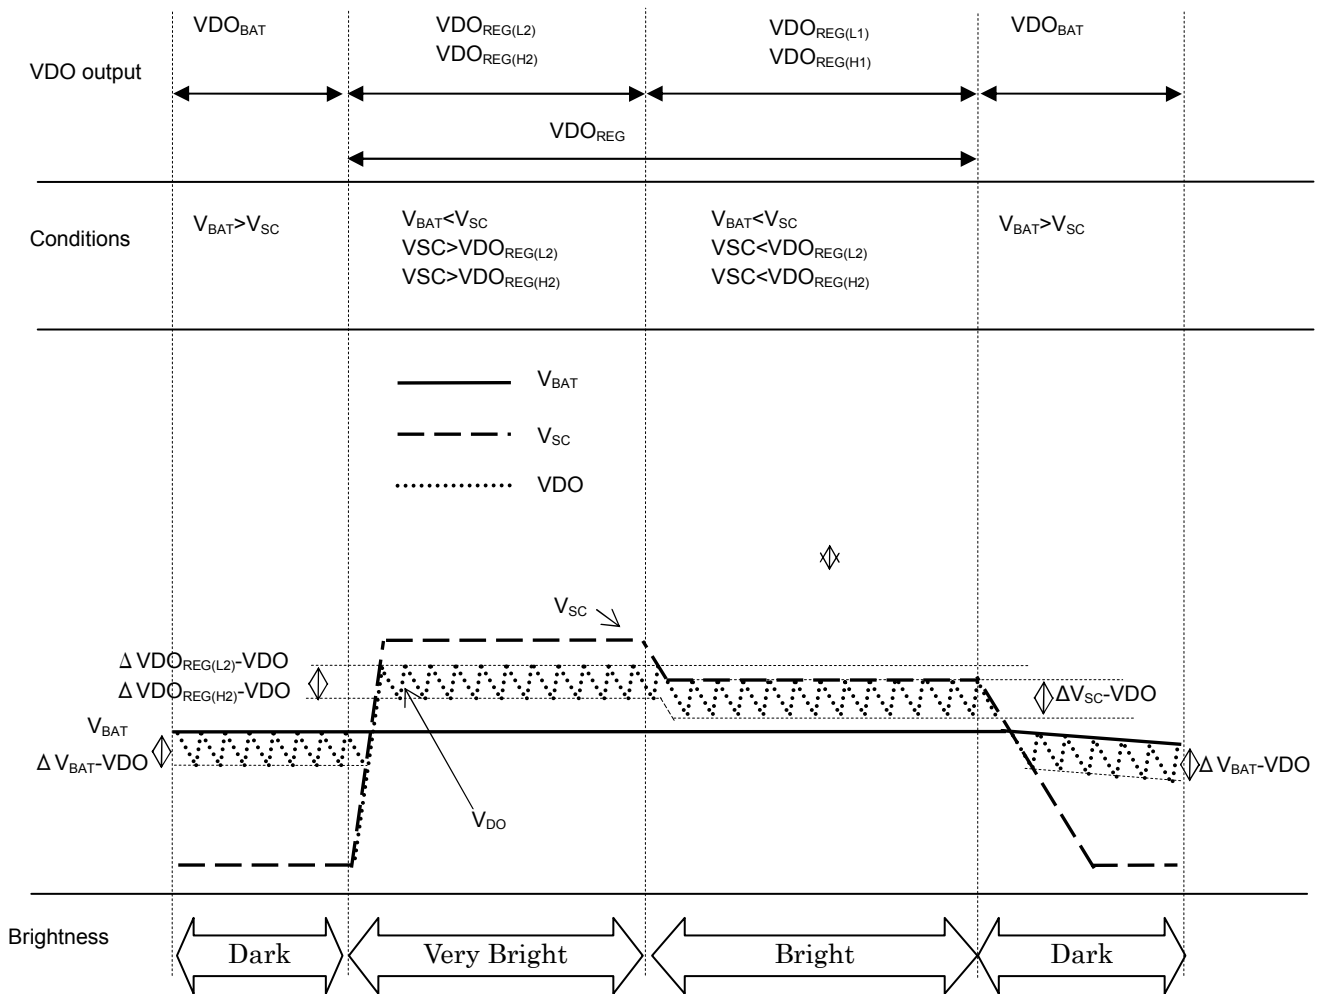 VDO output
VDOBAT
VDOREG(L2)
VDOREG(H2)
VDOREG(L1)
VDOREG(H1)
VDOBAT
VDOREG
Conditions
VBAT>VSC
VBAT<VSC
VSC>VDOREG(L2)
VSC>VDOREG(H2)
VBAT<VSC
VSC<VDOREG(L2)
VSC<VDOREG(H2)
VBAT>VSC
VBAT
VSC
VDO
VSC
Δ VDOREG(L2)-VDO
Δ VDOREG(H2)-VDO
ΔVSC-VDO
VBAT
Δ VBAT-VDO
Δ VBAT-VDO
VDO
Brightness
Dark
Very Bright
Bright
Dark